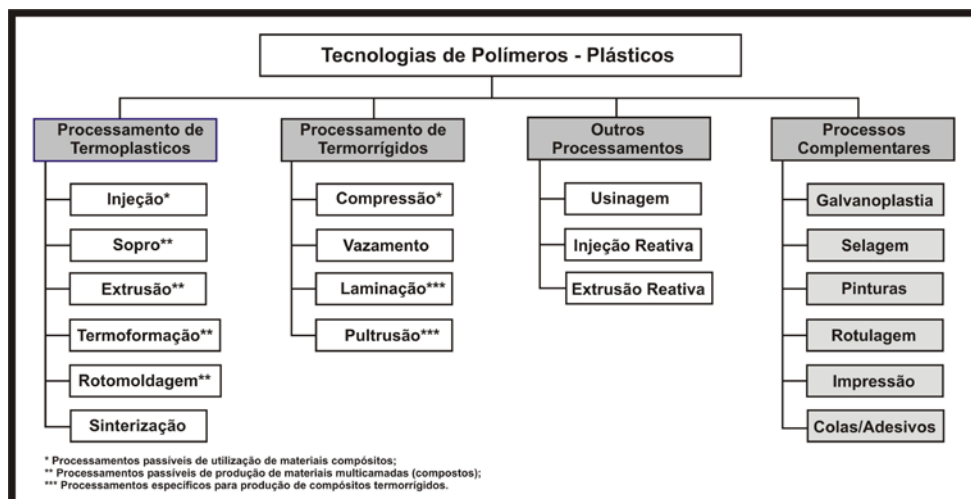 Tecnologias de Polímeros - Plásticos
Processamento de
Termoplasticos
Injeção*
Sopro**
Extrusão**
Termoformação**
Rotomoldagem**
Sinterização
Processamento de
Termorrígidos
Compressão*
Vazamento
Laminação***
Pultrusão***
Outros
Processamentos
Usinagem
Injeção Reativa
Extrusão Reativa
Processos
Complementares
Galvanoplastia
Selagem
Pinturas
Rotulagem
Impressão
Colas/Adesivos
* Processamentos passíveis de utilização de materiais compósitos;
** Processamentos passíveis de produção de materiais multicamadas (compostos);
*** Processamentos específicos para produção de compósitos termorrígidos.